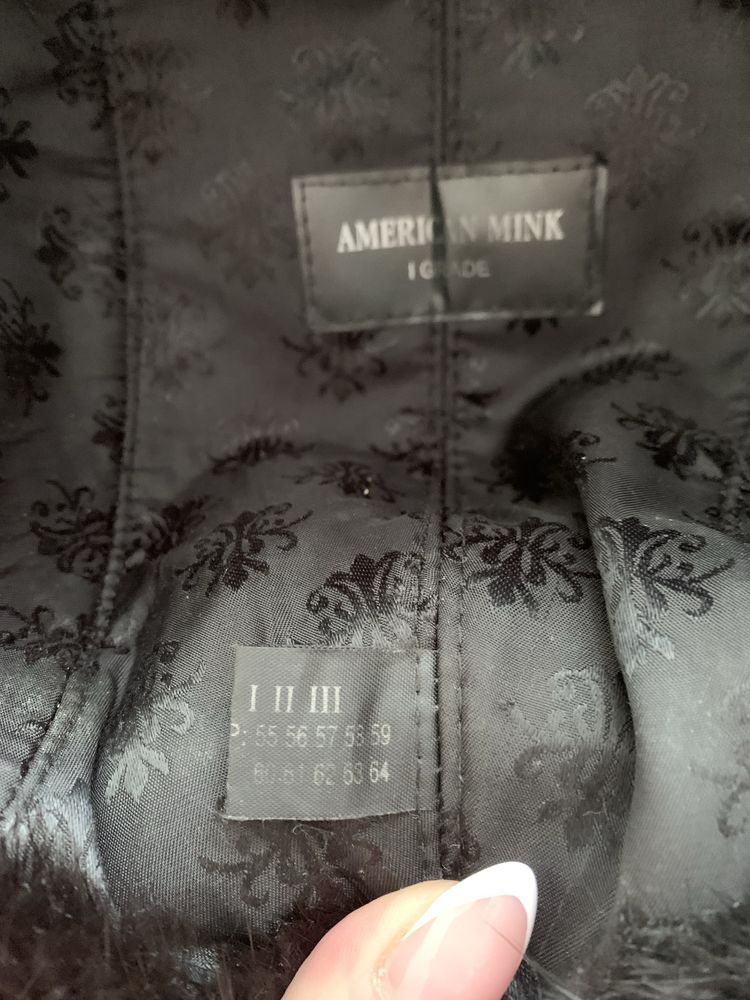 AMERICAN MINK
I GRADE
I II III
P: 55 56 57 58 59
60 61 62 63 64